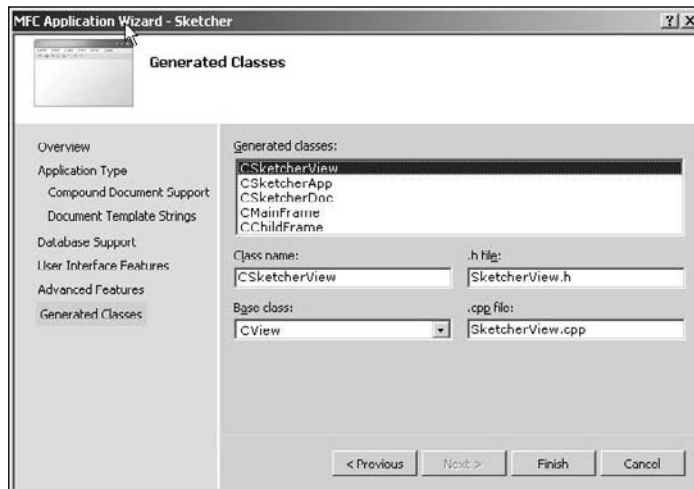 MFC Application Wizard - Sketcher
Generated Classes
Overview
Application Type
Compound Document Support
Document Template Strings
Database Support
User Interface Features
Advanced Features
Generated Classes
Generated classes:
CSketcherView
CSketcherApp
CSketcherDoc
CMainFrame
CChildFrame
Class name:
CSketcherView
.h file:
SketcherView.h
Base class:
CView
.cpp file:
SketcherView.cpp
< Previous
Next >
Finish
Cancel